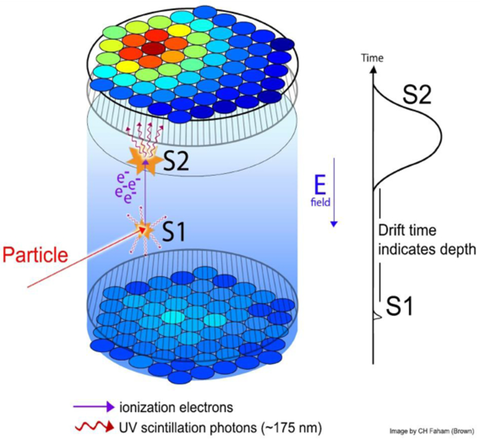 Time
S2
S2
e-
e-e-
e-e-
E
field
S1
Drift time
indicates depth
Particle
S1
ionization electrons
UV scintillation photons (~175 nm)
Image by CH Faham (Brown)